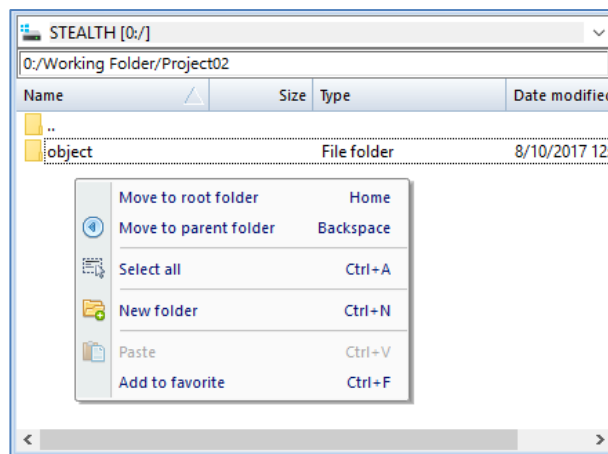 STEALTH [0:/]
0:/Working Folder/Project02
Name Size Type Date modified
..
object File folder 8/10/2017 12
Move to root folder Home
Move to parent folder Backspace
Select all Ctrl+A
New folder Ctrl+N
Paste Ctrl+V
Add to favorite Ctrl+F